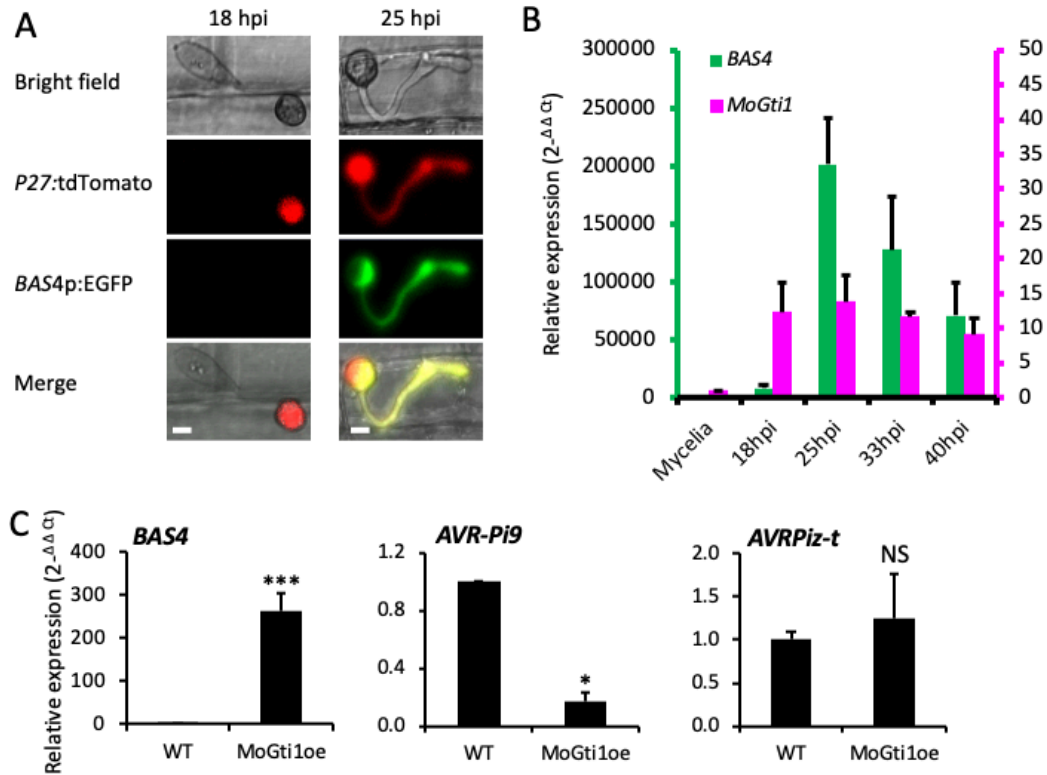 A
18 hpi
25 hpi
Bright field
P27:tdTomato
BAS4p:EGFP
Merge
B
Relative expression (2-ΔΔCt)
300000
250000
200000
150000
100000
50000
0
BAS4
MoGti1
50
45
40
35
30
25
20
15
10
5
0
Mycelia
18hpi
25hpi
33hpi
40hpi
C
Relative expression (2-ΔΔCt)
BAS4
400
300
200
100
0
***
WT
MoGti1oe
AVR-Pi9
1.2
0.8
0.4
0.0
*
WT
MoGti1oe
AVRPiz-t
2.0
1.5
1.0
0.5
0.0
NS
WT
MoGti1oe